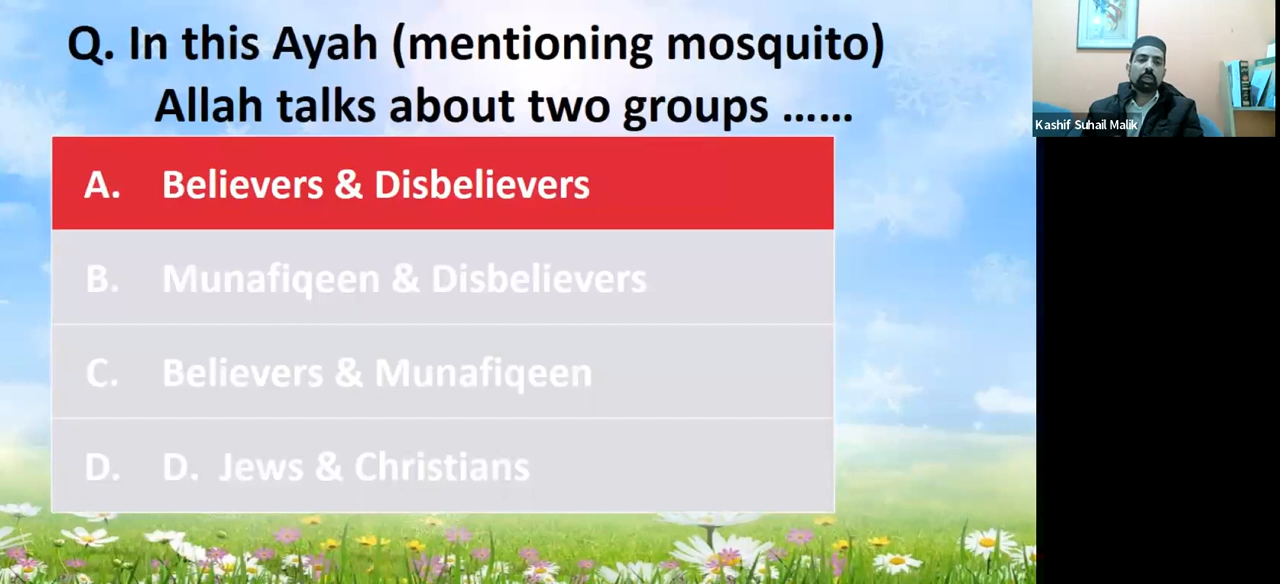 Q. In this Ayah (mentioning mosquito)
Allah talks about two groups ......
A. Believers & Disbelievers
B. Munafiqeen & Disbelievers
C. Believers & Munafiqeen
D. D. Jews & Christians
Kashif Suhail Malik